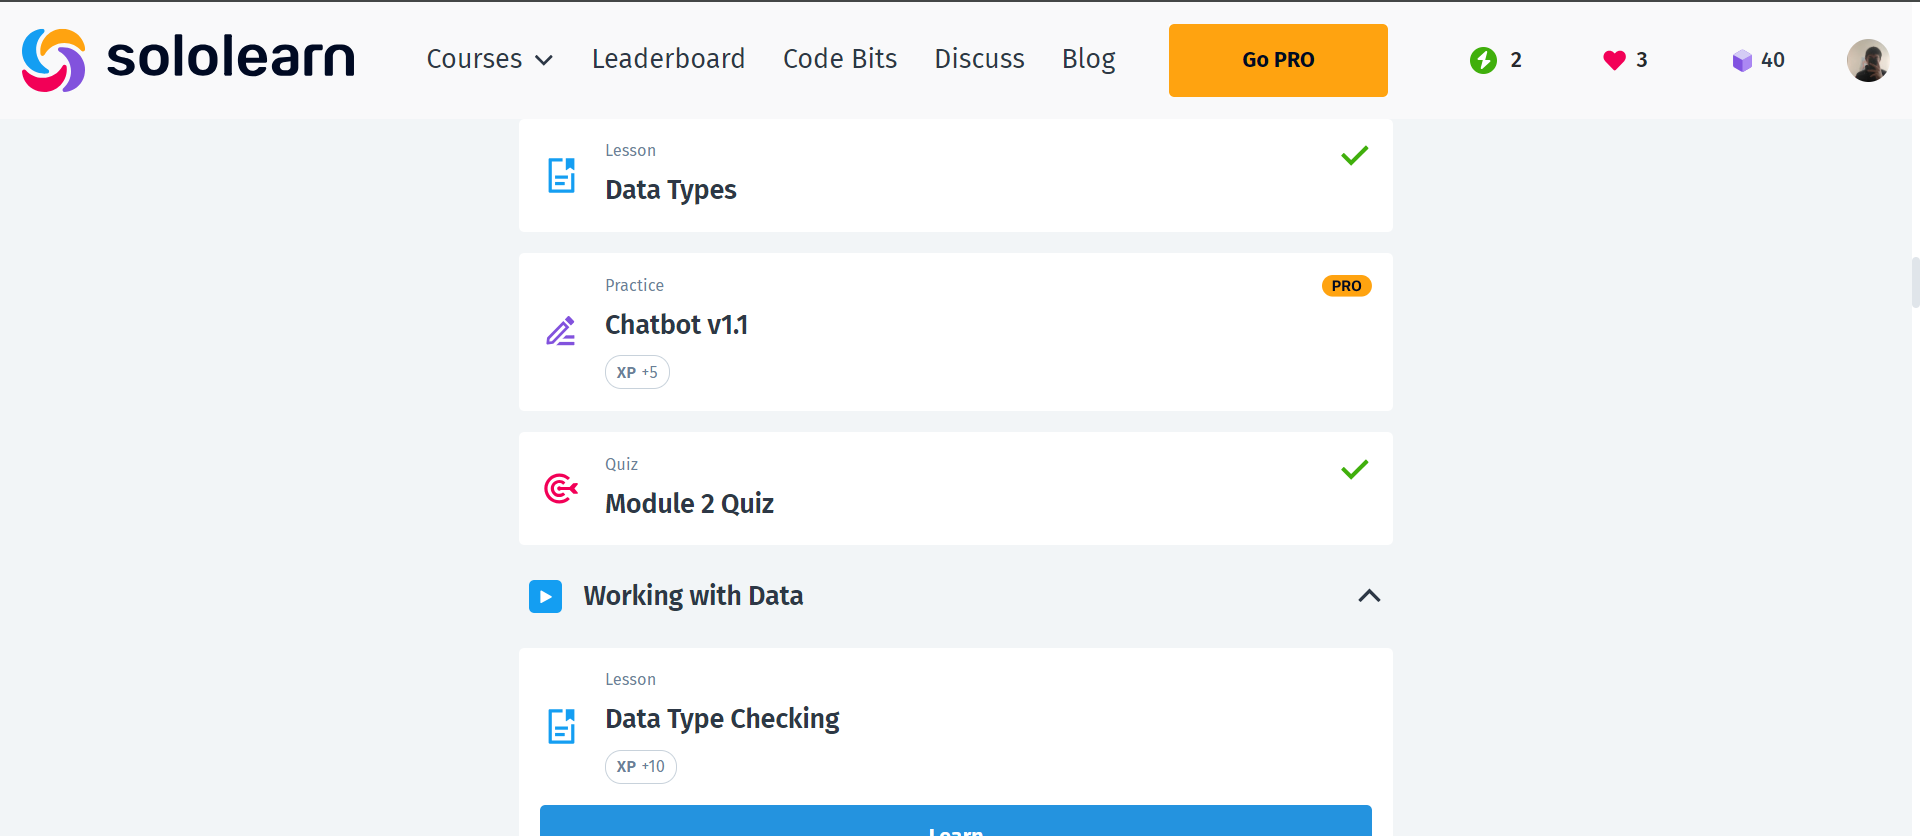 sololearn Courses Leaderboard Code Bits Discuss Blog Go PRO 2 3 40
Lesson
Data Types
Practice PRO
Chatbot v1.1
XP +5
Quiz
Module 2 Quiz
Working with Data
Lesson
Data Type Checking
XP +10
Learn